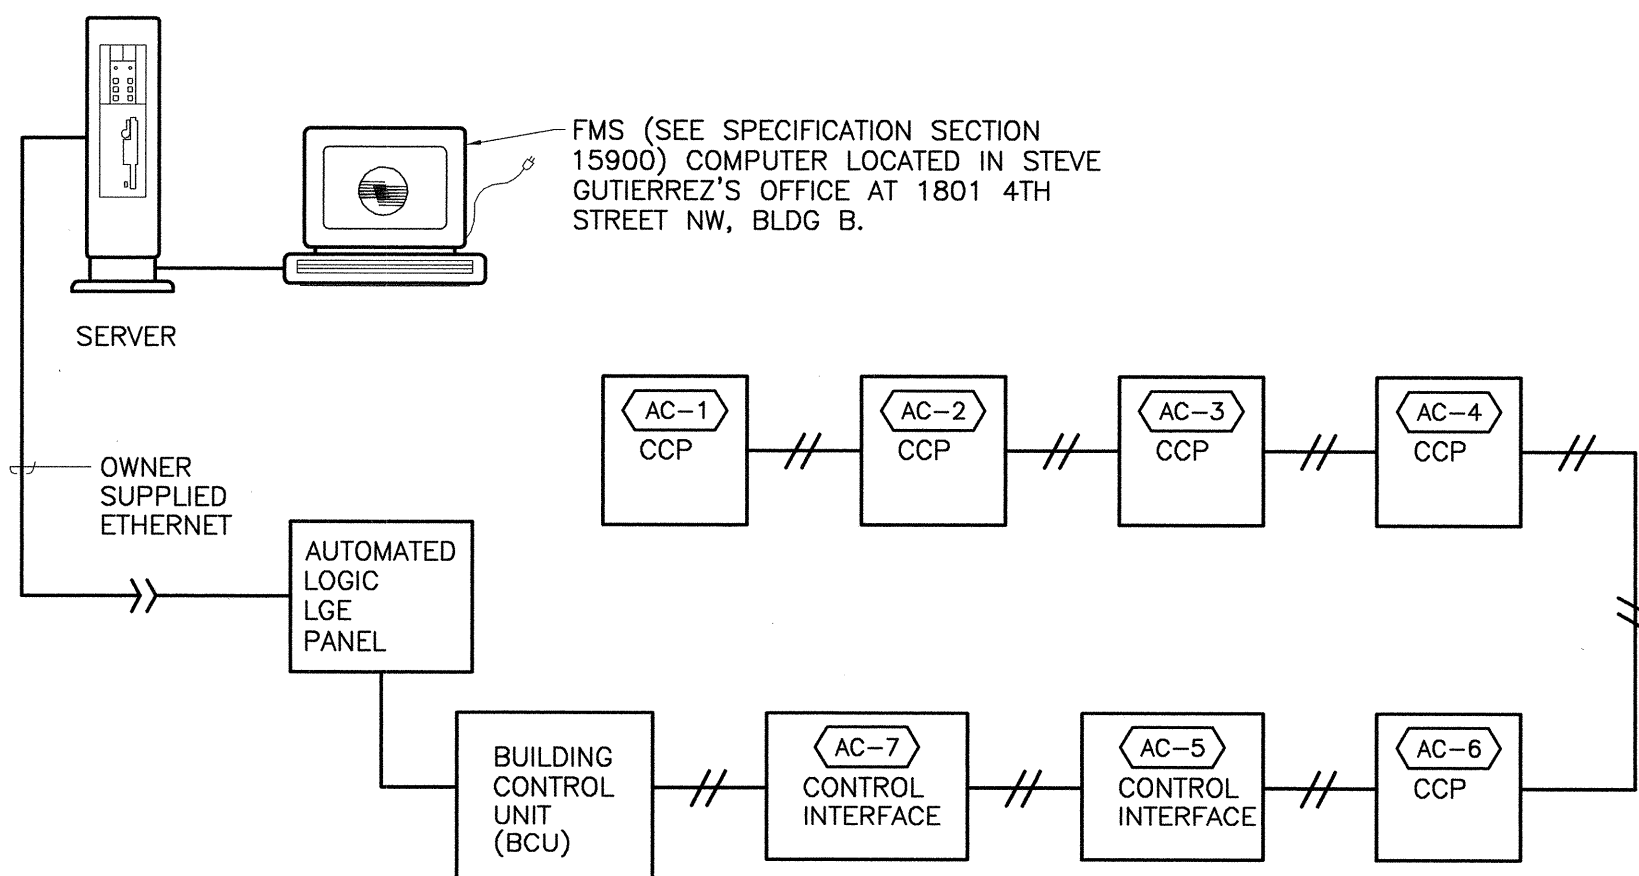 FMS (SEE SPECIFICATION SECTION
15900) COMPUTER LOCATED IN STEVE
GUTIERREZ'S OFFICE AT 1801 4TH
STREET NW, BLDG B.
SERVER
OWNER
SUPPLIED
ETHERNET
AUTOMATED
LOGIC
LGE
PANEL
AC-1
CCP
AC-2
CCP
AC-3
CCP
AC-4
CCP
BUILDING
CONTROL
UNIT
(BCU)
AC-7
CONTROL
INTERFACE
AC-5
CONTROL
INTERFACE
AC-6
CCP